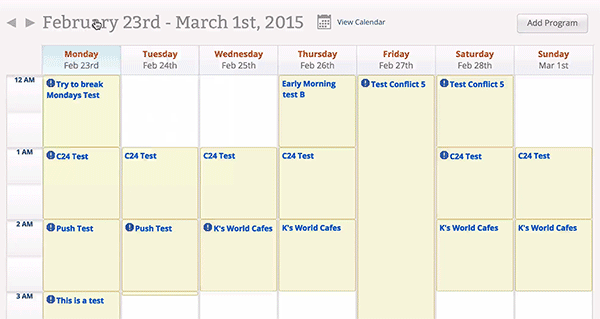 February 23rd - March 1st, 2015
View Calendar
Add Program
Monday Tuesday Wednesday Thursday Friday Saturday Sunday
Feb 23rd Feb 24th Feb 25th Feb 26th Feb 27th Feb 28th Mar 1st
12 AM
Try to break
Mondays Test
Early Morning
test B
Test Conflict 5
Test Conflict 5
1 AM
C24 Test
C24 Test
C24 Test
C24 Test
C24 Test
C24 Test
2 AM
Push Test
Push Test
K's World Cafes
K's World Cafes
K's World Cafes
K's World Cafes
3 AM
This is a test